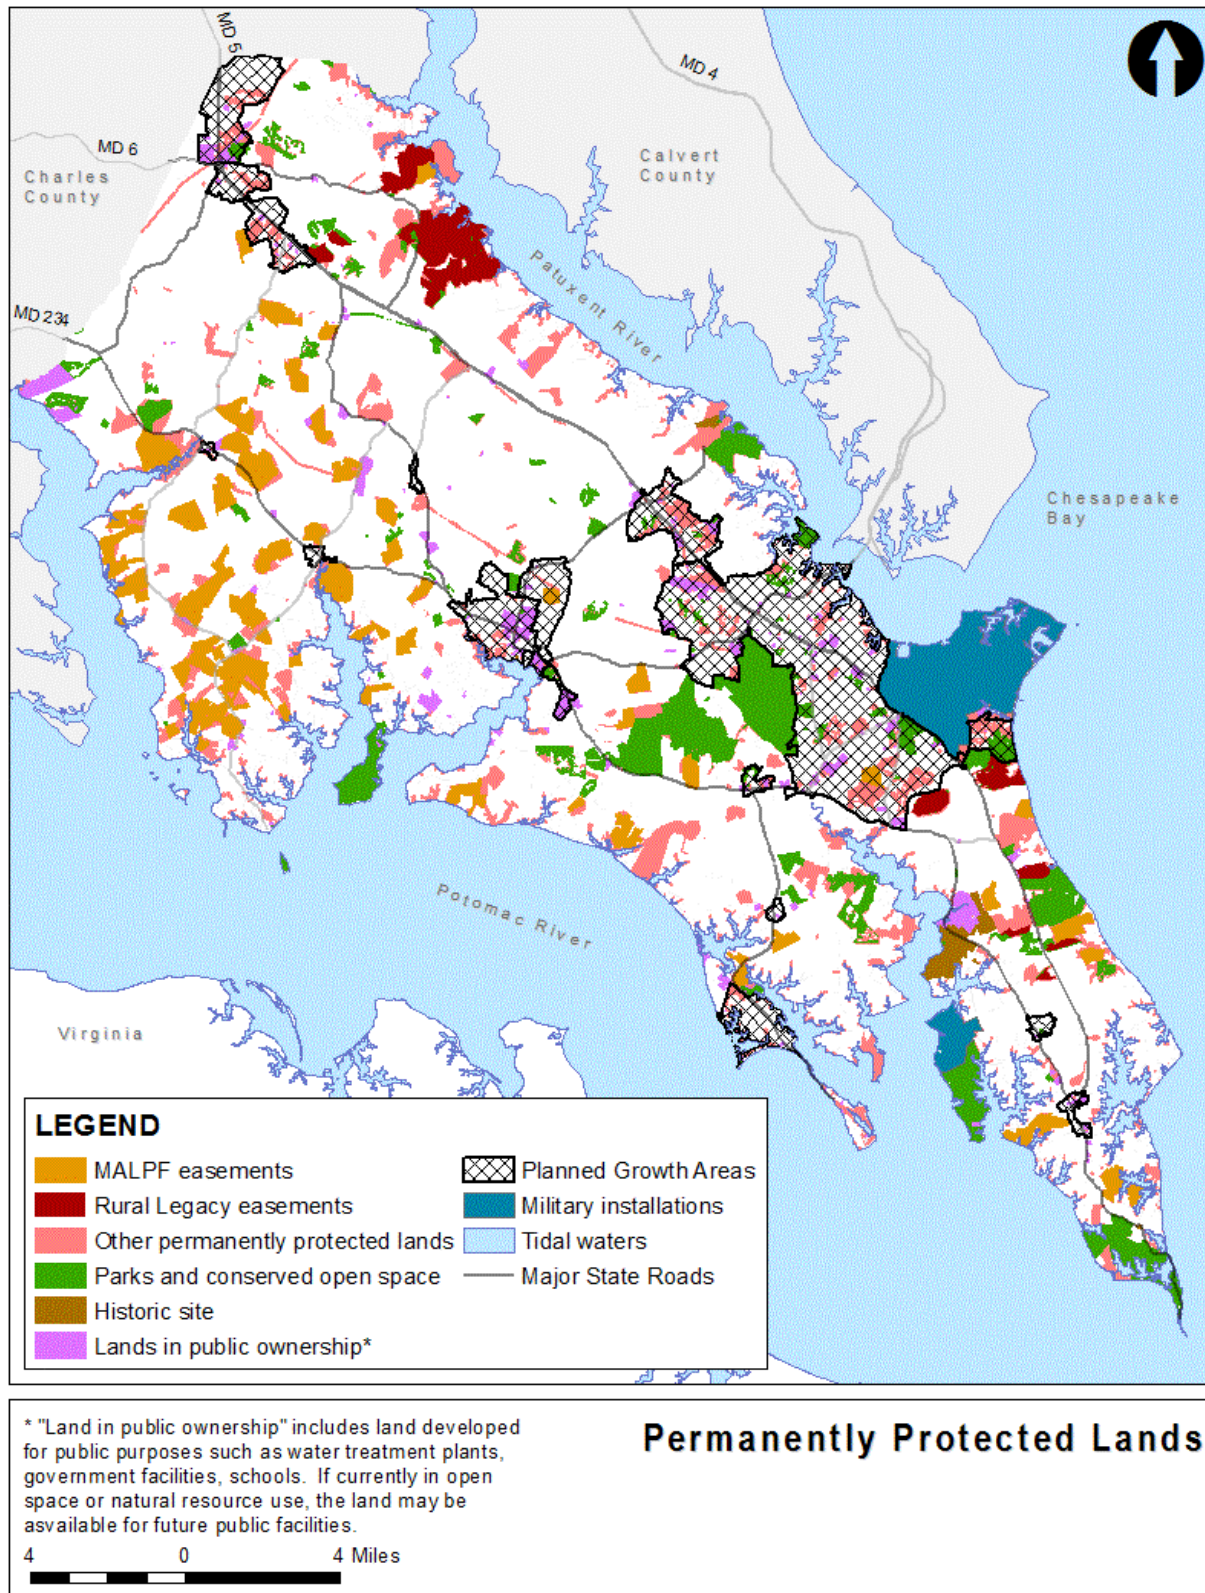 MD 5
MD 4
MD 6
Charles
County
Calvert
County
Patuxent River
MD 234
Chesapeake
Bay
Potomac River
Virginia
LEGEND
MALPF easements
Rural Legacy easements
Other permanently protected lands
Parks and conserved open space
Historic site
Lands in public ownership*
Planned Growth Areas
Military installations
Tidal waters
Major State Roads
* "Land in public ownership" includes land developed
for public purposes such as water treatment plants,
government facilities, schools. If currently in open
space or natural resource use, the land may be
asvailable for future public facilities.
4 0 4 Miles
Permanently Protected Lands